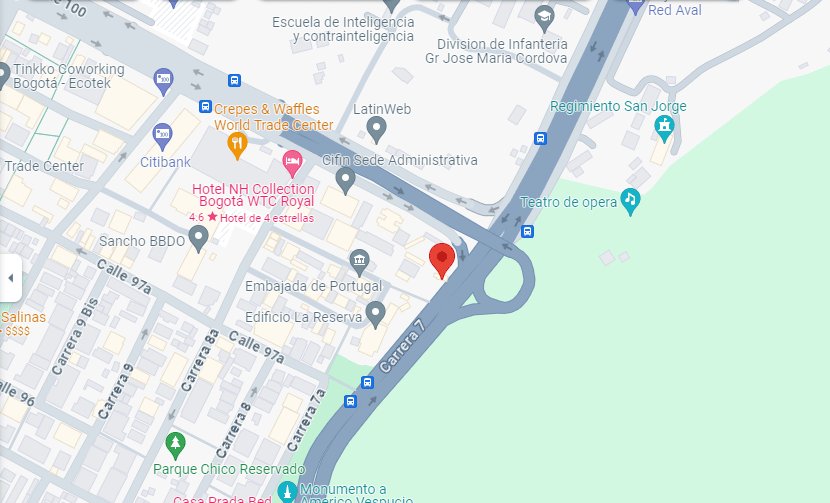 100
Escuela de Inteligencia
y contrainteligencia
Red Aval
Division de Infanteria
Gr Jose Maria Cordova
Tinkko Coworking
Bogotá - Ecotek
Crepes & Waffles
World Trade Center
LatinWeb
Regimiento San Jorge
Citibank
Trade Center
Cifin Sede Administrativa
Hotel NH Collection
Bogotá WTC Royal
4.6 ★ Hotel de 4 estrellas
Teatro de opera
Sancho BBDO
Calle 97a
Embajada de Portugal
Salinas
$$$$
Edificio La Reserva
Carrera 9 Bis
Carrera 8a
Calle 97a
Carrera 7
Carrera 9
Calle 96
Carrera 8
Carrera 7a
Parque Chico Reservado
Monumento a
Américo Vespucio
Casa Prada Bed